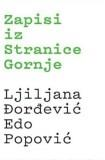 Zapisi
iz
Stranice
Gornje
Ljiljana
Đorđević
Edo
Popović